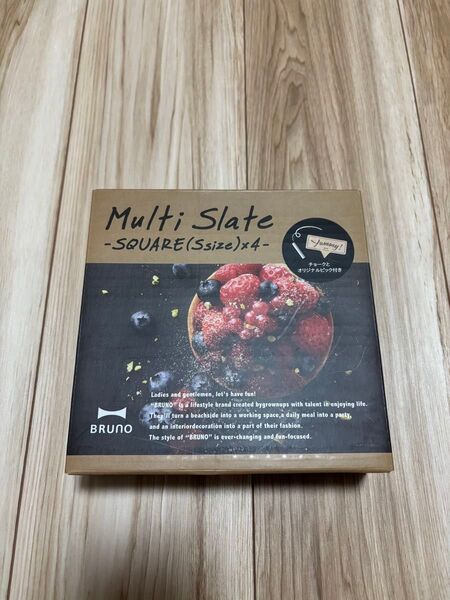 Multi Slate
-SQUARE(Ssize)×4-
Yummy!
チョークと
オリジナルピック付き
Ladies and gentlemen, let's have fun!
"BRUNO" is a lifestyle brand created bygrownups with talent in enjoying life.
They'll turn a beachside into a working space,a daily meal into a party,
and an interiordecoration into a part of their fashion.
The style of "BRUNO" is ever-changing and fun-focused.
BRUNO